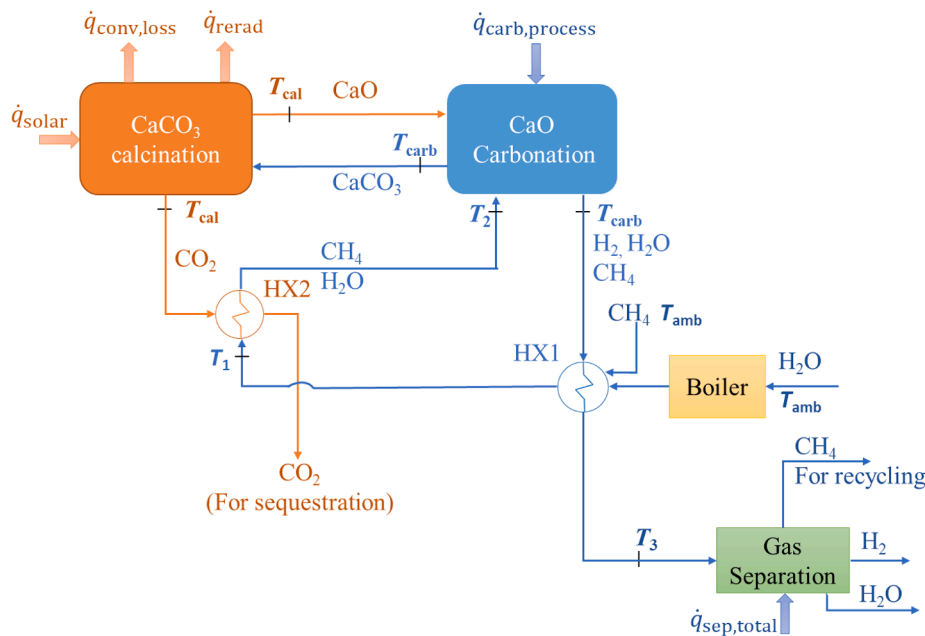 q̇conv,loss
q̇rerad
q̇carb,process
q̇solar
CaCO₃
calcination
Tcal
CaO
Tcarb
CaCO₃
CaO
Carbonation
Tcal
CO₂
T₂
Tcarb
H₂, H₂O
CH₄
CH₄
H₂O
HX2
CH₄ Tamb
HX1
T₁
Boiler
H₂O
Tamb
CO₂
(For sequestration)
CH₄
For recycling
T₃
Gas
Separation
H₂
H₂O
q̇sep,total